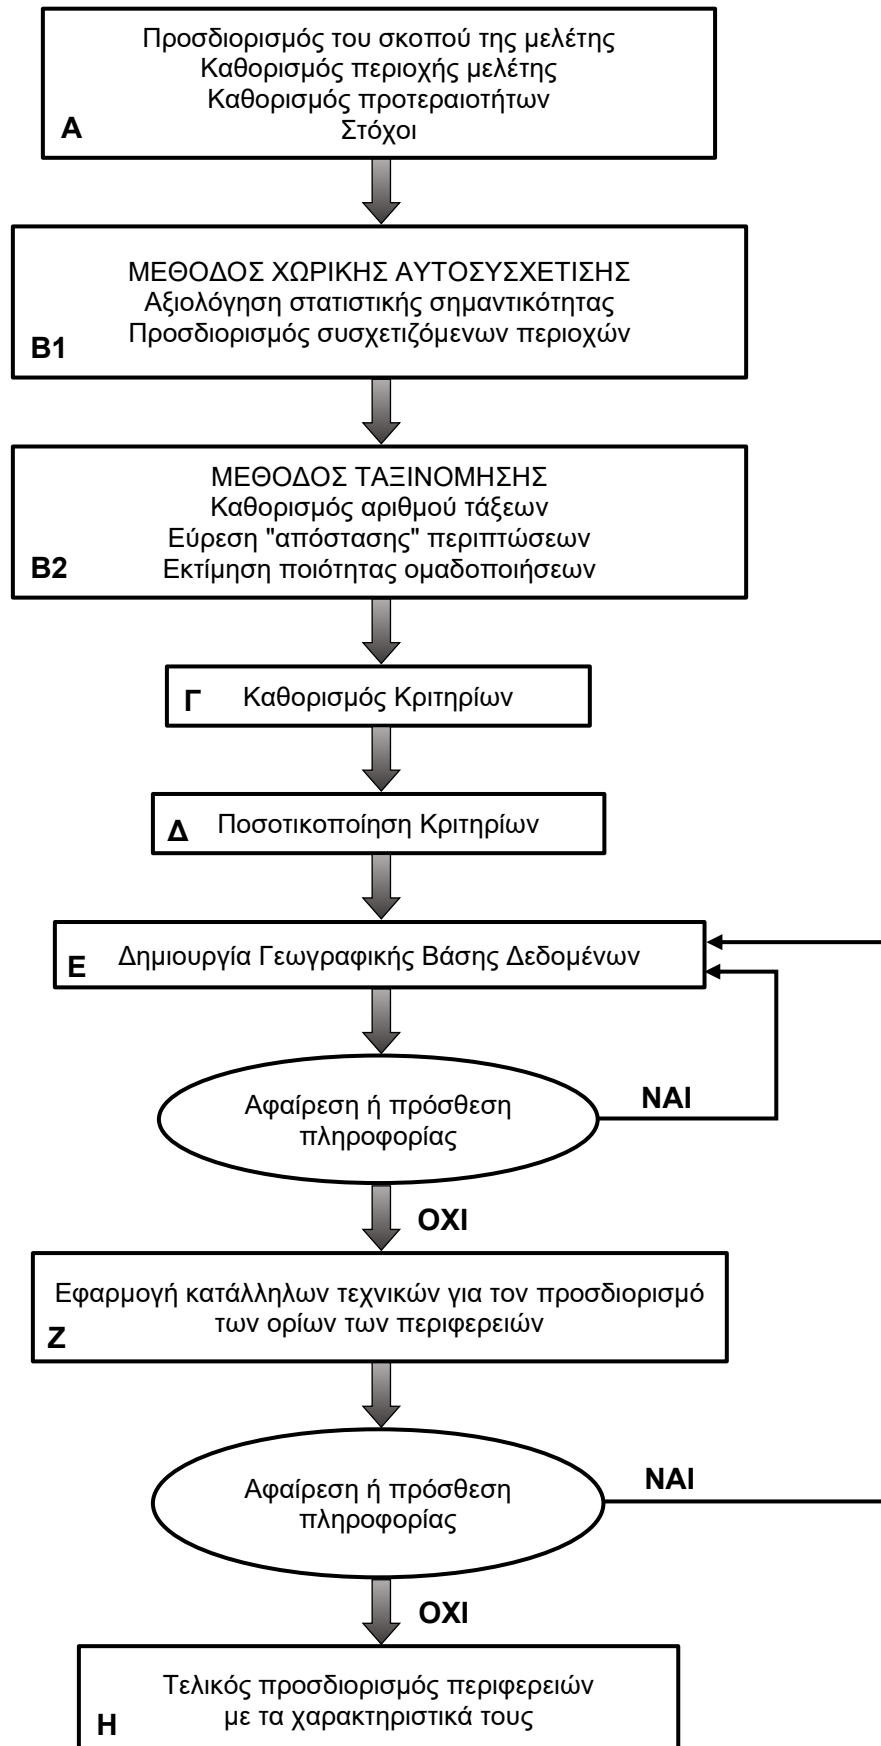 Προσδιορισμός του σκοπού της μελέτης
Καθορισμός περιοχής μελέτης
Καθορισμός προτεραιοτήτων
Στόχοι
Α
ΜΕΘΟΔΟΣ ΧΩΡΙΚΗΣ ΑΥΤΟΣΥΣΧΕΤΙΣΗΣ
Αξιολόγηση στατιστικής σημαντικότητας
Προσδιορισμός συσχετιζόμενων περιοχών
Β1
ΜΕΘΟΔΟΣ ΤΑΞΙΝΟΜΗΣΗΣ
Καθορισμός αριθμού τάξεων
Εύρεση "απόστασης" περιπτώσεων
Εκτίμηση ποιότητας ομαδοποιήσεων
Β2
Γ Καθορισμός Κριτηρίων
Δ Ποσοτικοποίηση Κριτηρίων
Ε Δημιουργία Γεωγραφικής Βάσης Δεδομένων
Αφαίρεση ή πρόσθεση
πληροφορίας
ΝΑΙ
ΟΧΙ
Εφαρμογή κατάλληλων τεχνικών για τον προσδιορισμό
των ορίων των περιφερειών
Ζ
Αφαίρεση ή πρόσθεση
πληροφορίας
ΝΑΙ
ΟΧΙ
Τελικός προσδιορισμός περιφερειών
με τα χαρακτηριστικά τους
Η